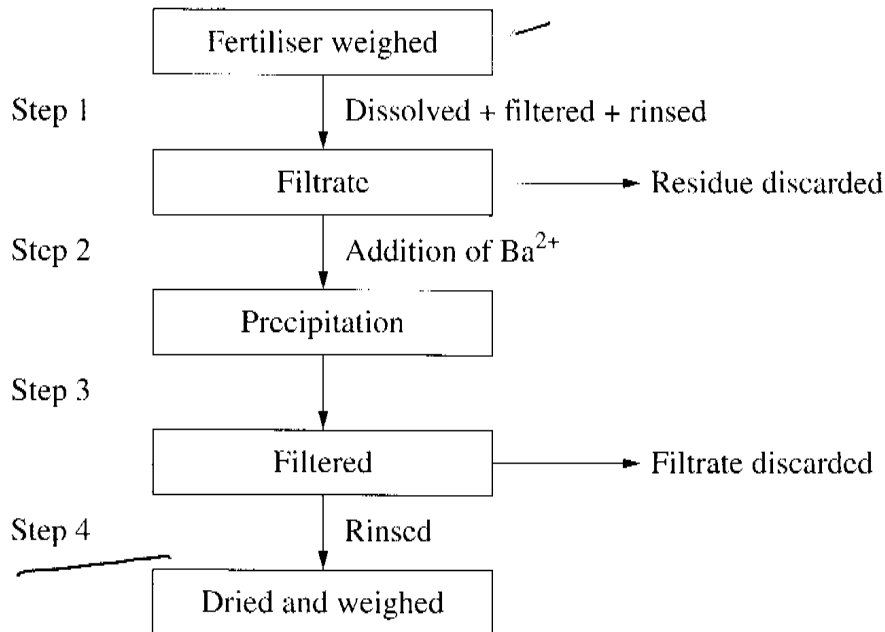 Fertiliser weighed
Step 1 Dissolved + filtered + rinsed
Filtrate Residue discarded
Step 2 Addition of Ba²⁺
Precipitation
Step 3
Filtered Filtrate discarded
Step 4 Rinsed
Dried and weighed